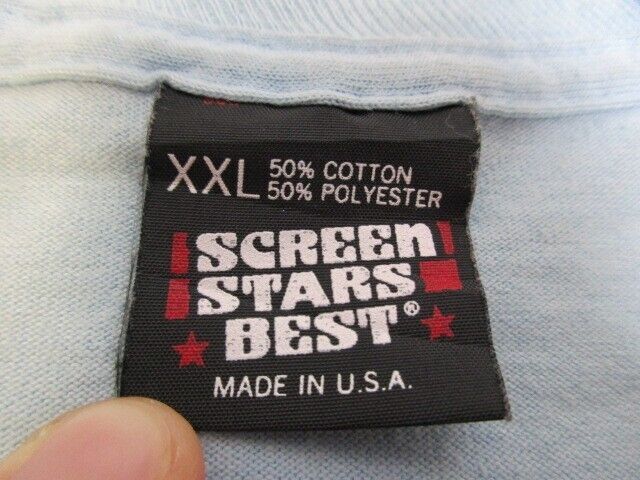 XXL 50% COTTON
50% POLYESTER
SCREEN
STARS
BEST®
MADE IN U.S.A.